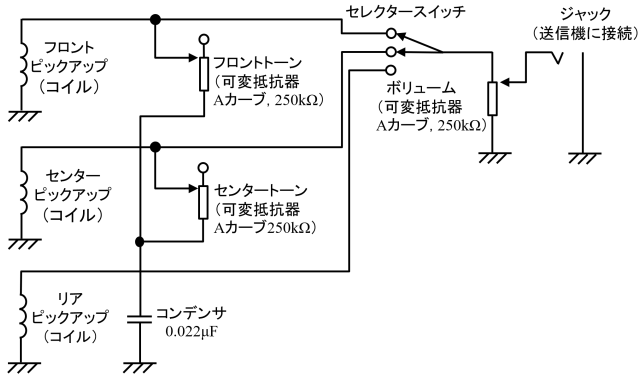 セレクタースイッチ
ジャック
(送信機に接続)
フロント
ピックアップ
(コイル)
フロントトーン
(可変抵抗器
Aカーブ, 250kΩ)
ボリューム
(可変抵抗器
Aカーブ, 250kΩ)
センター
ピックアップ
(コイル)
センタートーン
(可変抵抗器
Aカーブ250kΩ)
リア
ピックアップ
(コイル)
コンデンサ
0.022μF